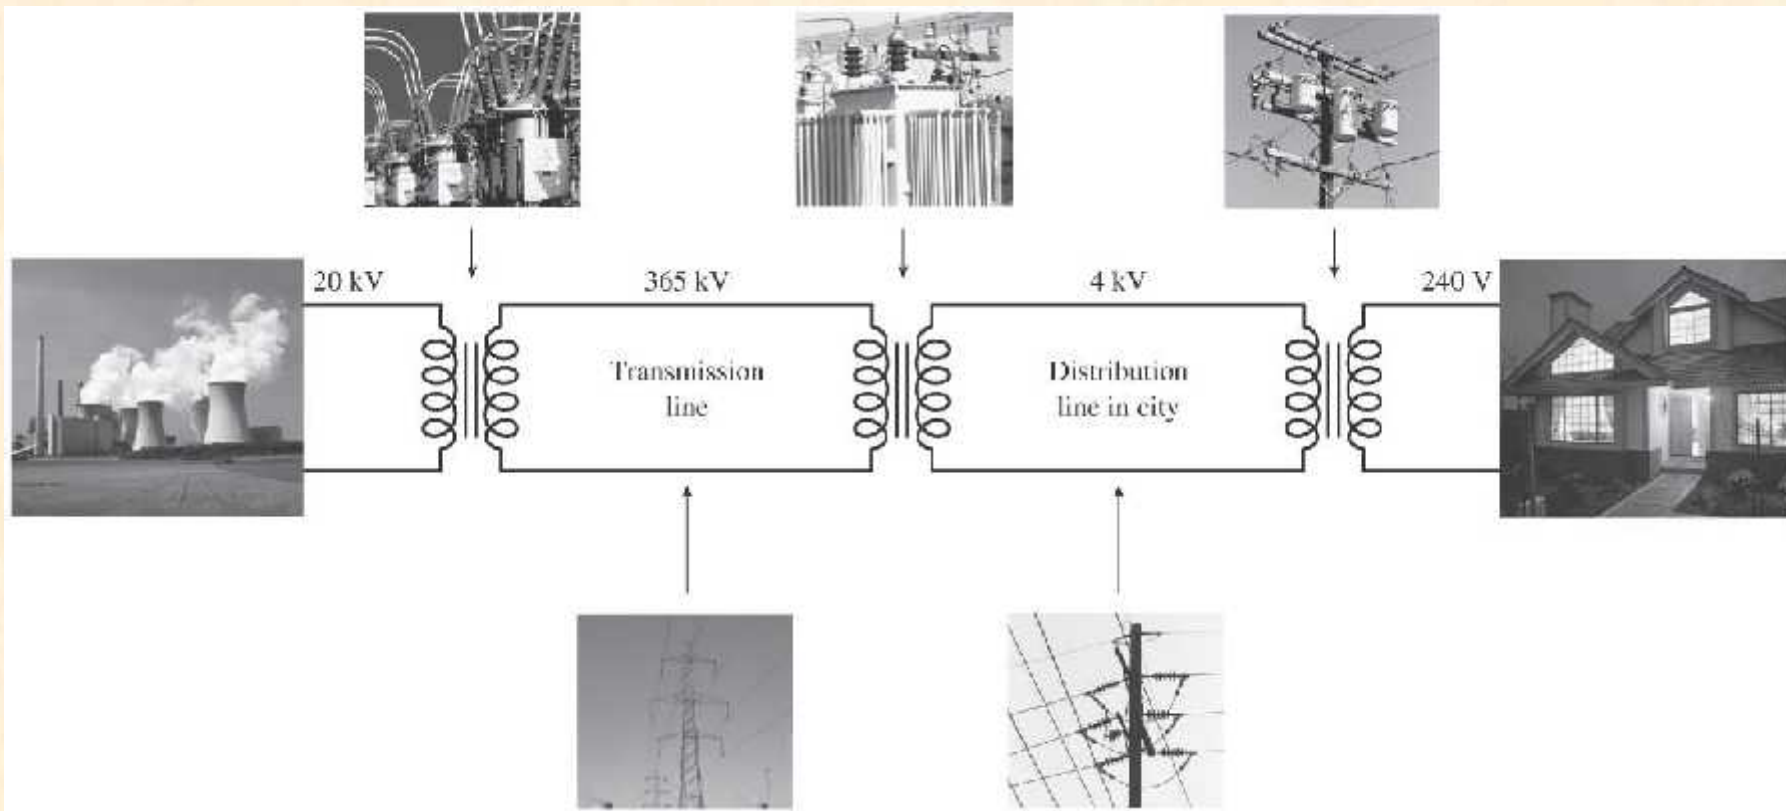 20 kV
365 kV
4 kV
240 V
Transmission
line
Distribution
line in city